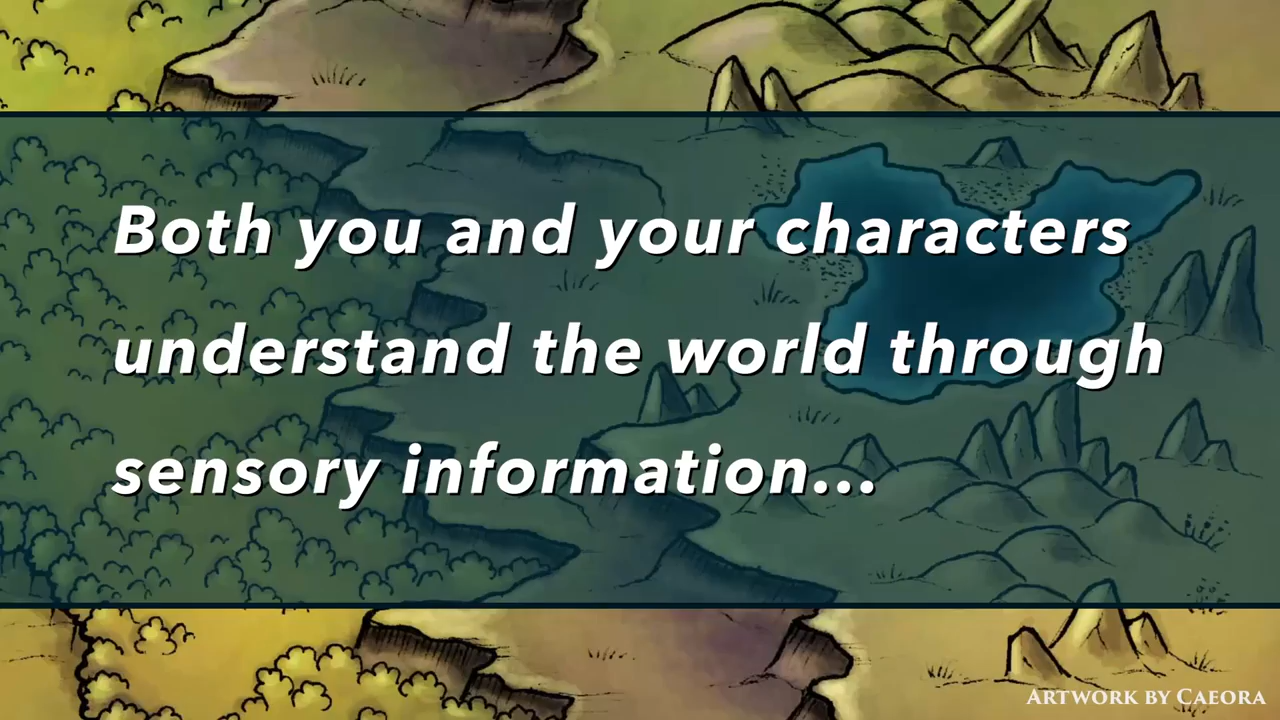 Both you and your characters
understand the world through
sensory information...
Artwork by Caeora